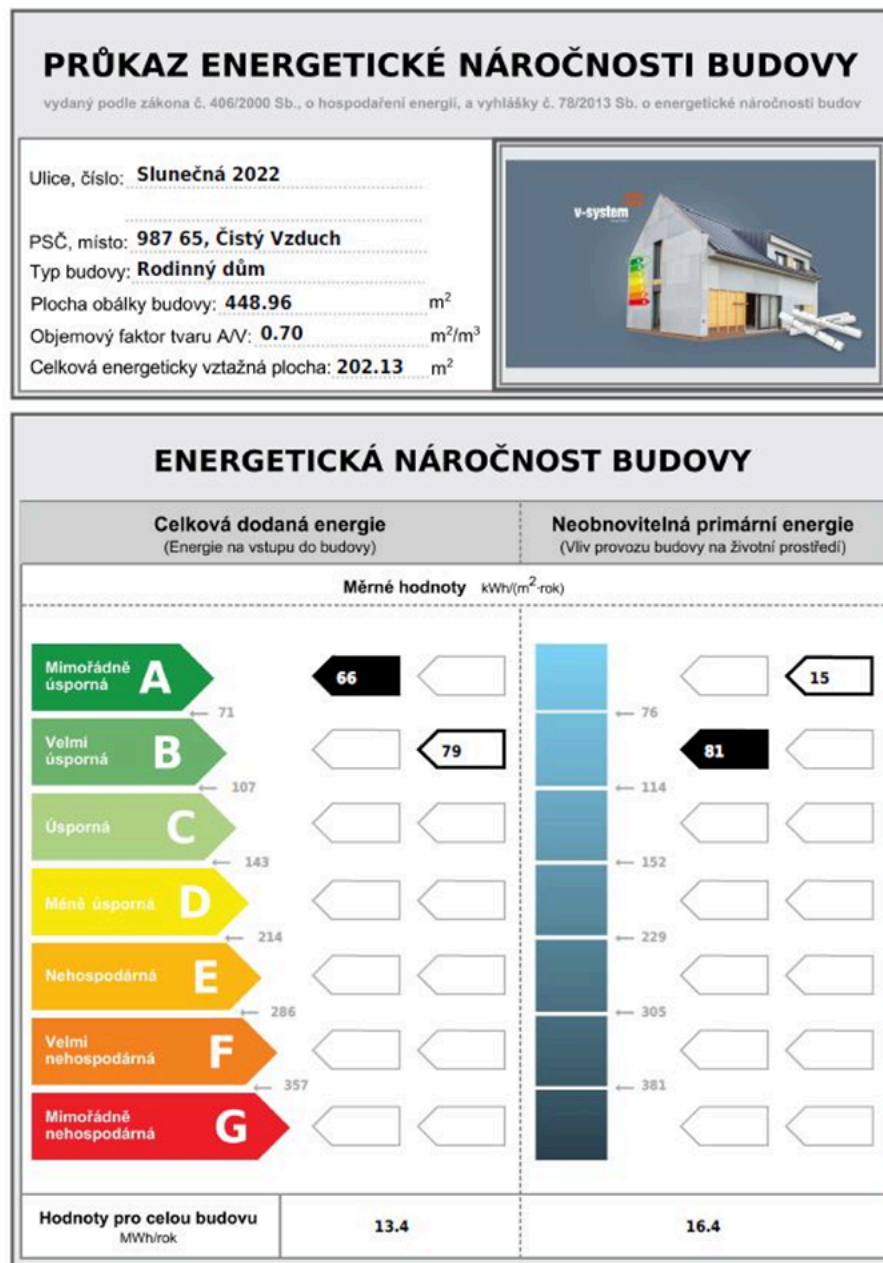 PRŮKAZ ENERGETICKÉ NÁROČNOSTI BUDOVY
vydaný podle zákona č. 406/2000 Sb., o hospodaření energií, a vyhlášky č. 78/2013 Sb. o energetické náročnosti budov
Ulice, číslo: Slunečná 2022
PSČ, místo: 987 65, Čistý Vzduch
Typ budovy: Rodinný dům
Plocha obálky budovy: 448.96 m²
Objemový faktor tvaru A/V: 0.70 m²/m³
Celková energeticky vztažná plocha: 202.13 m²
v-system
ENERGETICKÁ NÁROČNOST BUDOVY
Celková dodaná energie
(Energie na vstupu do budovy)
Neobnovitelná primární energie
(Vliv provozu budovy na životní prostředí)
Měrné hodnoty kWh/(m²·rok)
Mimořádně
úsporná A 66 15
71 76
Velmi
úsporná B 79 81
107 114
Úsporná C
143 152
Méně úsporná D
214 229
Nehospodárná E
286 305
Velmi
nehospodárná F
357 381
Mimořádně
nehospodárná G
Hodnoty pro celou budovu
MWh/rok
13.4 16.4